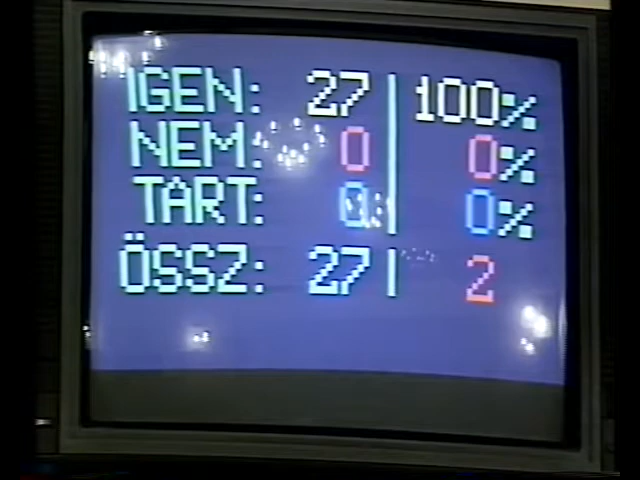 IGEN: 27 100%
NEM: 0 0%
TART: 0 0%
ÖSSZ: 27 2